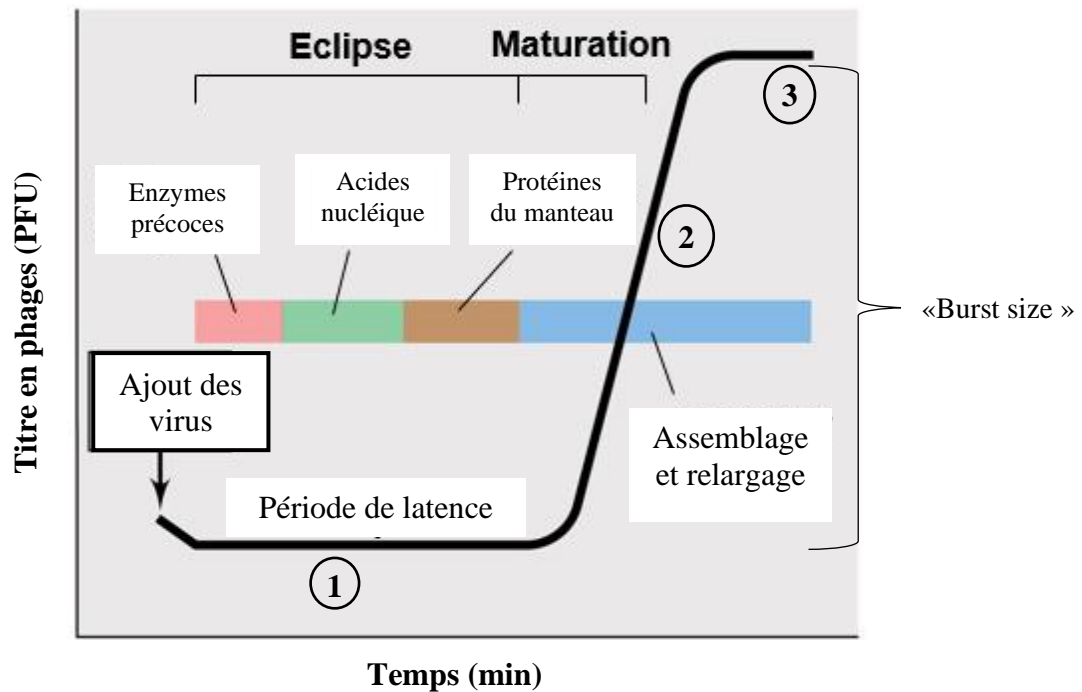 Eclipse
Maturation
3
Enzymes
précoces
Acides
nucléique
Protéines
du manteau
2
«Burst size »
Titre en phages (PFU)
Ajout des
virus
Assemblage
et relargage
Période de latence
1
Temps (min)